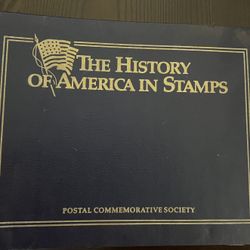 THE HISTORY
OF AMERICA IN STAMPS
POSTAL COMMEMORATIVE SOCIETY